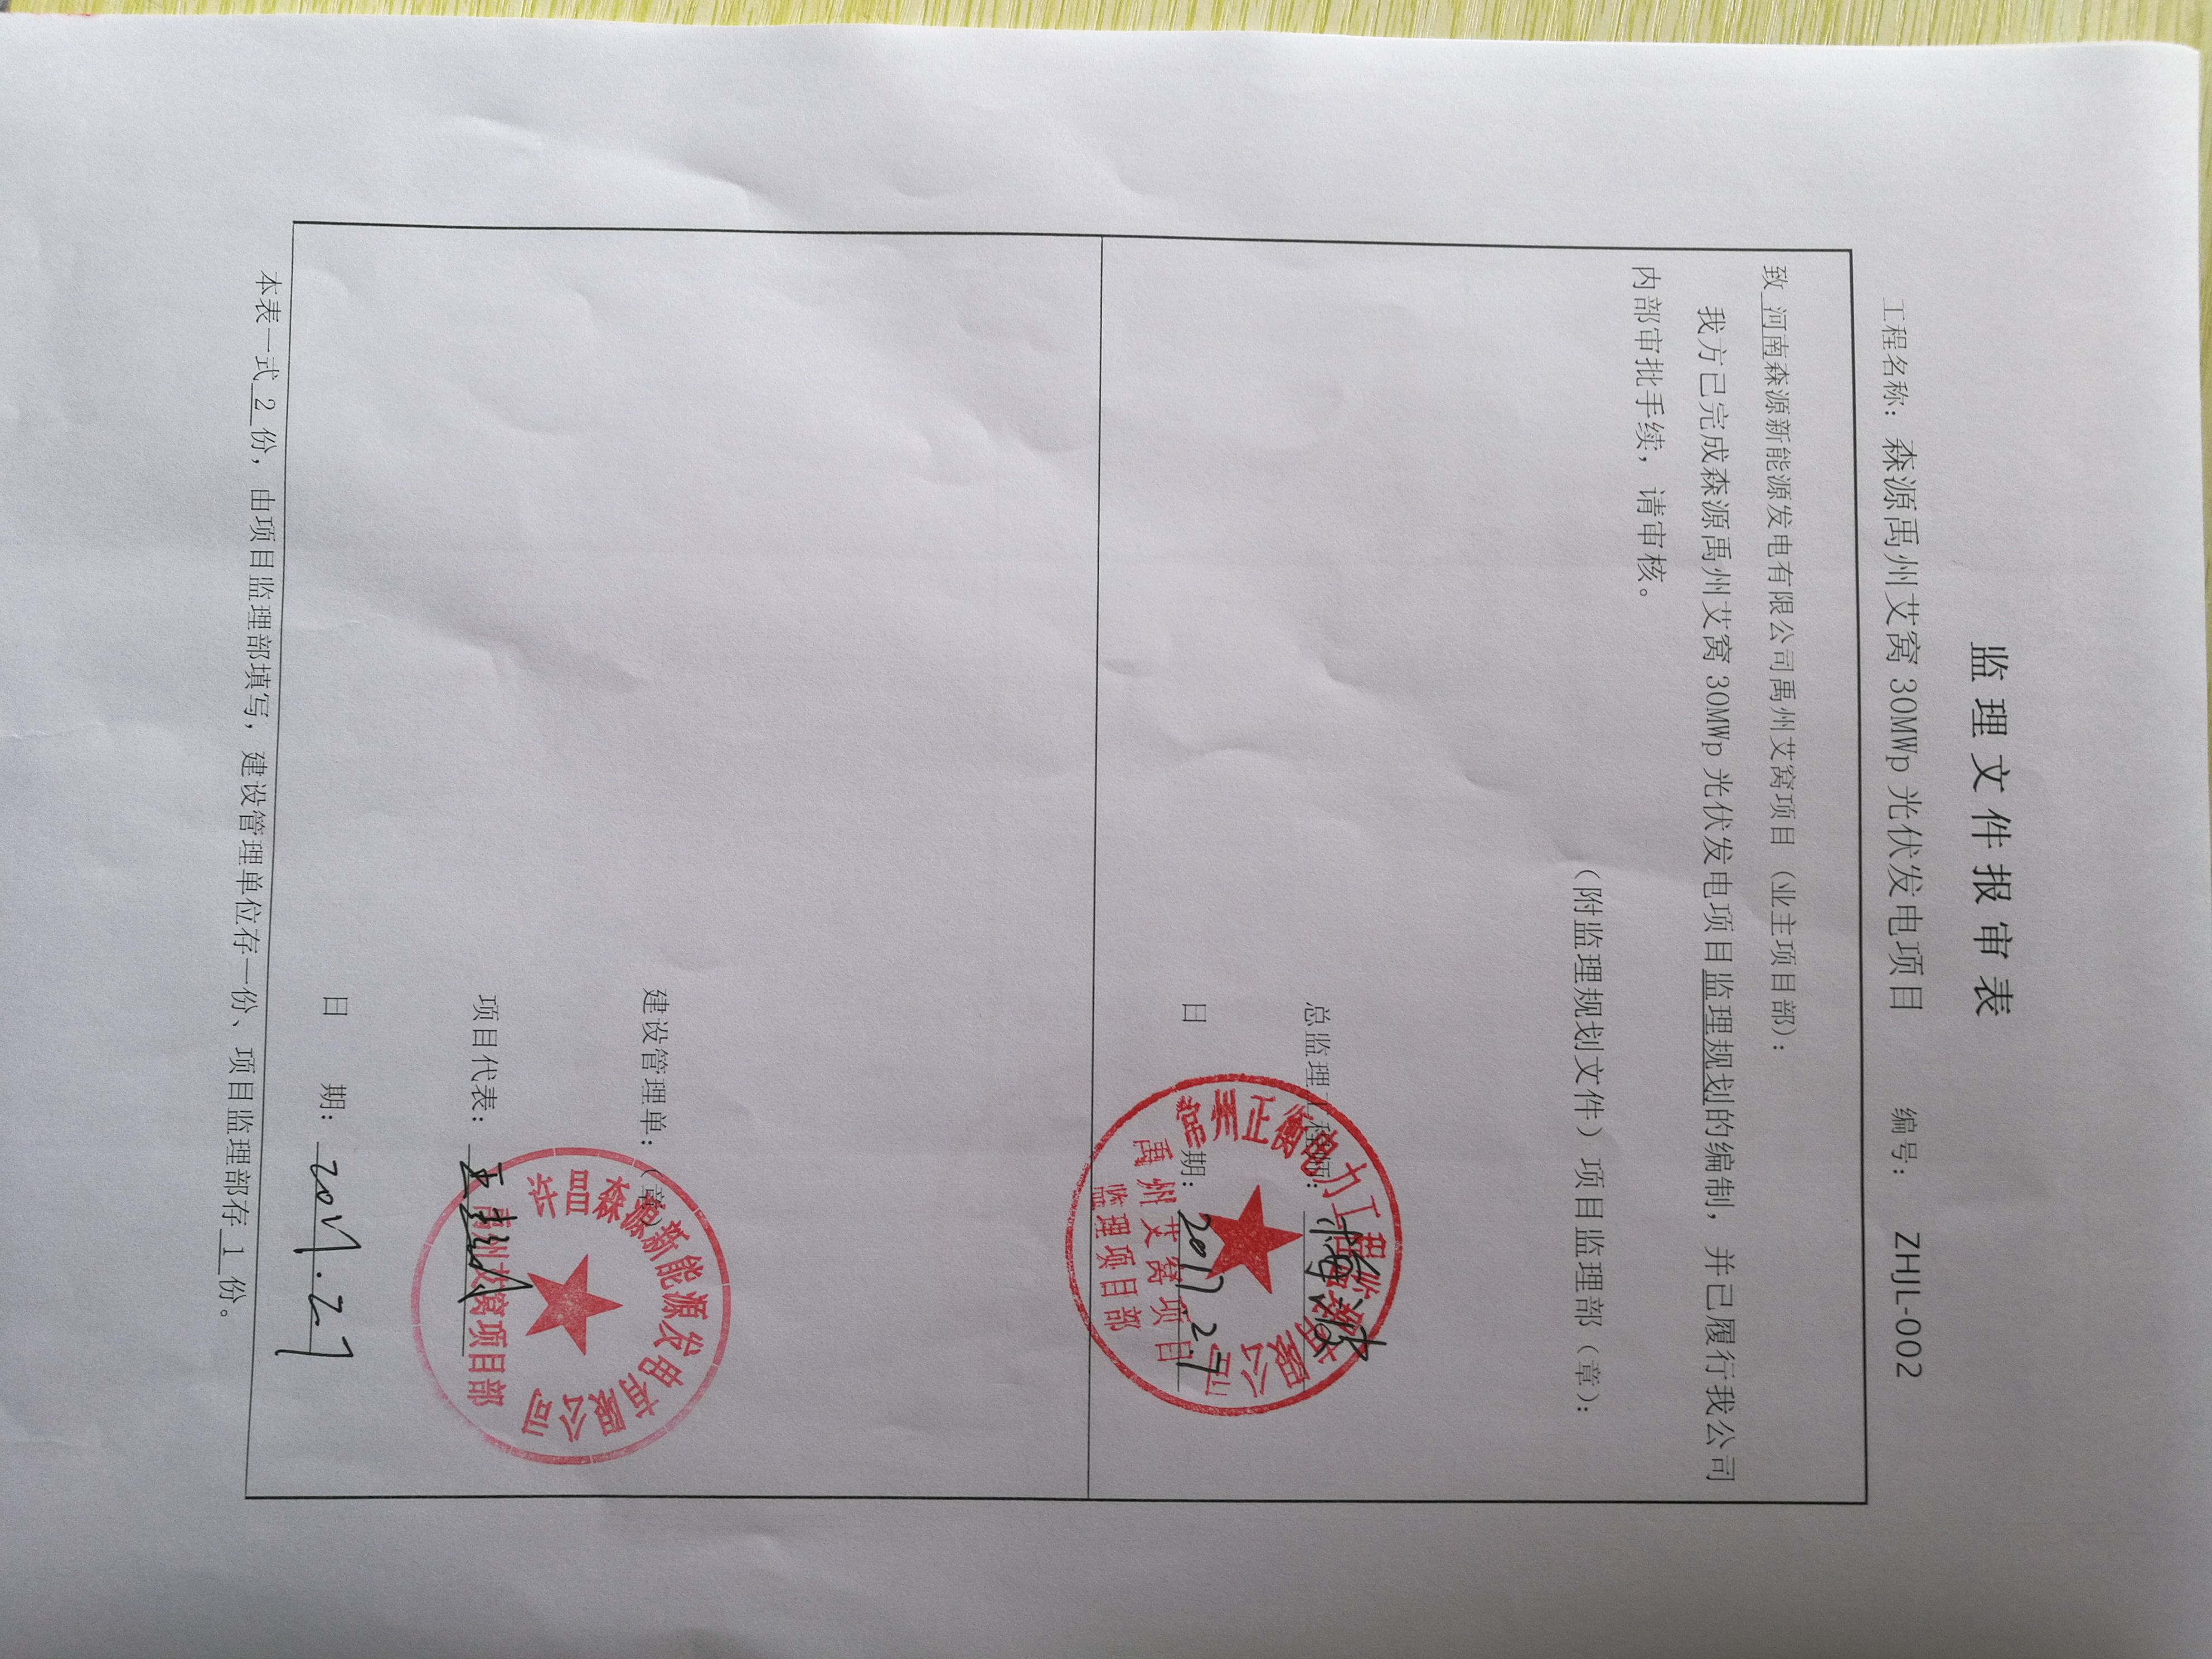 监理文件报审表
工程名称：森源禹州艾窝 30MWp 光伏发电项目 编号： ZHJL-002
致 河南森源新能源发电有限公司禹州艾窝项目（业主项目部）：
我方已完成森源禹州艾窝 30MWp 光伏发电项目监理规划的编制，并已履行我公司
内部审批手续，请审核。
（附监理规划文件）项目监理部（章）：
总监理工程师：
日 期： 2017.2.7
常州正衡电力工程监理有限公司
禹州艾窝项目
监理项目部
建设管理单：（章）
项目代表：
许昌森源新能源发电有限公司
禹州艾窝项目部
日 期：
本表一式 2 份，由项目监理部填写，建设管理单位存一份、项目监理部存 1 份。